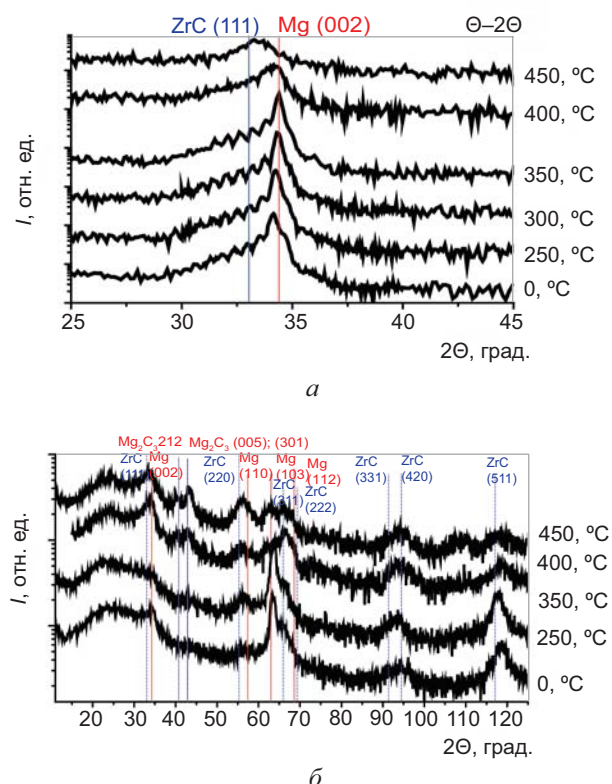 ZrC (111) Mg (002) Θ–2Θ
I, отн. ед.
450, ºC
400, ºC
350, ºC
300, ºC
250, ºC
0, ºC
25 30 35 40 45
2Θ, град.
а
Mg₂C₃212 Mg₂C₃ (005); (301)
ZrC (111)
Mg (002)
ZrC (220)
Mg (110)
Mg (103)
ZrC (311)
Mg (112)
ZrC (222)
ZrC (331)
ZrC (420)
ZrC (511)
I, отн. ед.
450, ºC
400, ºC
350, ºC
250, ºC
0, ºC
20 30 40 50 60 70 80 90 100 110 120
2Θ, град.
б